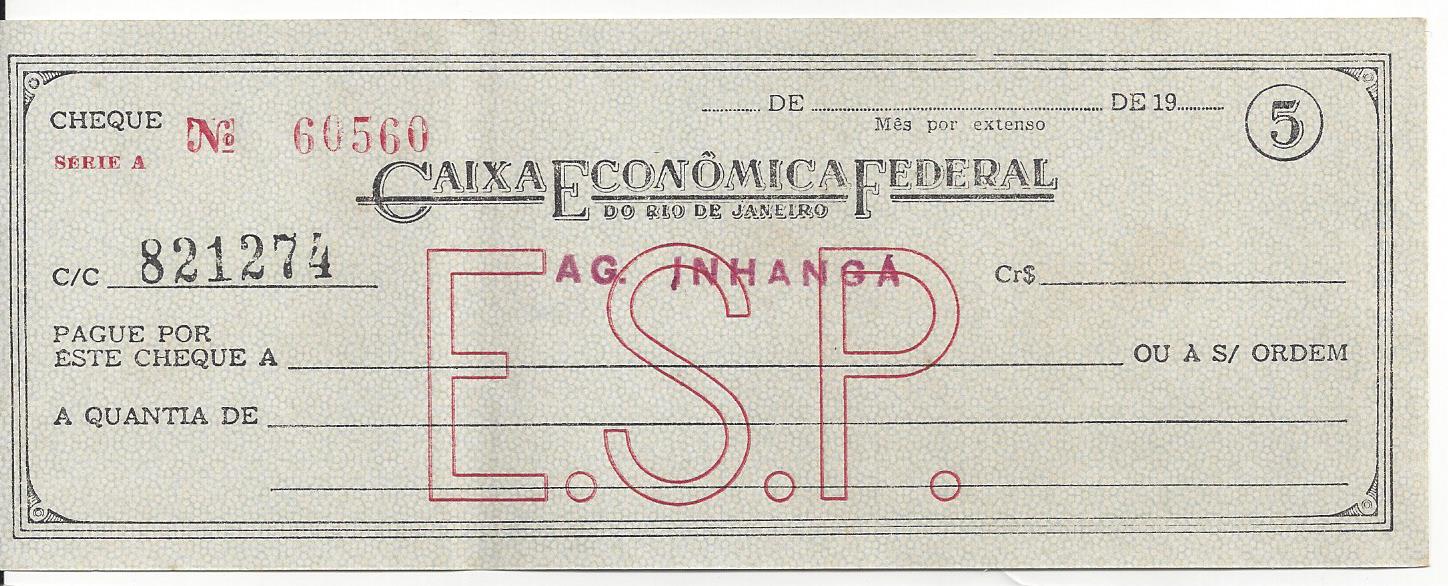 CHEQUE Nº 60560
SÉRIE A
DE DE 19
Mês por extenso
5
CAIXA ECONÔMICA FEDERAL
DO RIO DE JANEIRO
C/C 821274
AG. INHANGÁ
Cr$
PAGUE POR
ÊSTE CHEQUE A OU À S/ ORDEM
A QUANTIA DE
E.S.P.